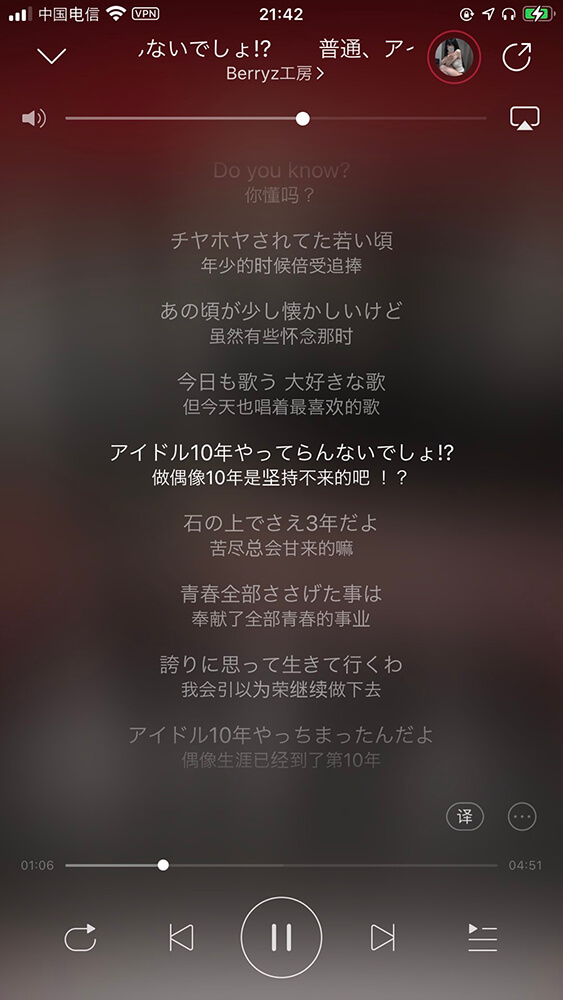 中国电信 VPN 21:42
ないでしょ!? 普通、アイ
Berryz工房
Do you know?
你懂吗？
チヤホヤされてた若い頃
年少的时候倍受追捧
あの頃が少し懐かしいけど
虽然有些怀念那时
今日も歌う 大好きな歌
但今天也唱着最喜欢的歌
アイドル10年やってらんないでしょ!?
做偶像10年是坚持不来的吧 ！？
石の上でさえ3年だよ
苦尽总会甘来的嘛
青春全部ささげた事は
奉献了全部青春的事业
誇りに思って生きて行くわ
我会引以为荣继续做下去
アイドル10年やっちまったんだよ
偶像生涯已经到了第10年
译
01:06 04:51